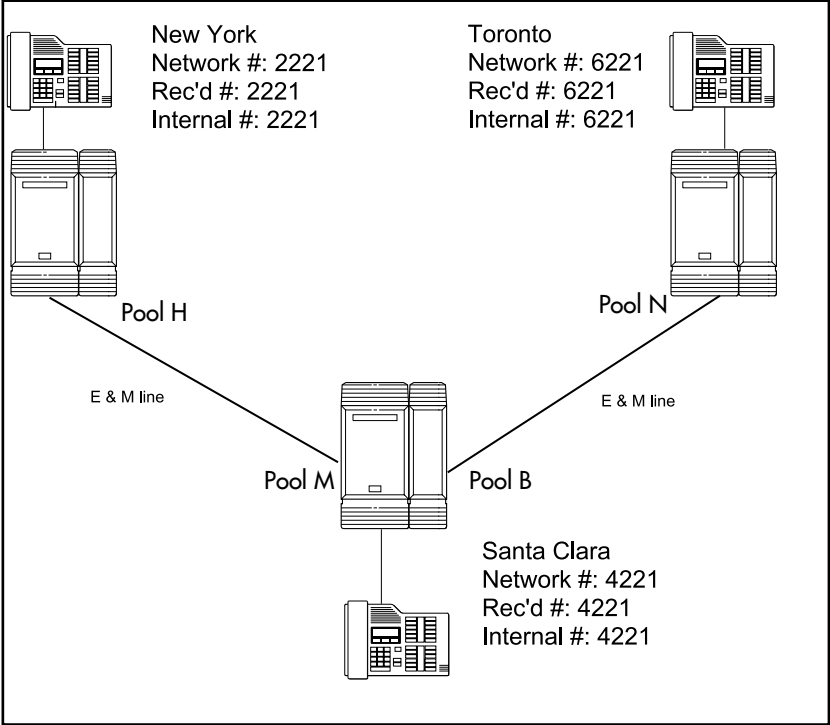 New York
Network #: 2221
Rec'd #: 2221
Internal #: 2221
Toronto
Network #: 6221
Rec'd #: 6221
Internal #: 6221
Pool H
Pool N
E & M line
E & M line
Pool M
Pool B
Santa Clara
Network #: 4221
Rec'd #: 4221
Internal #: 4221